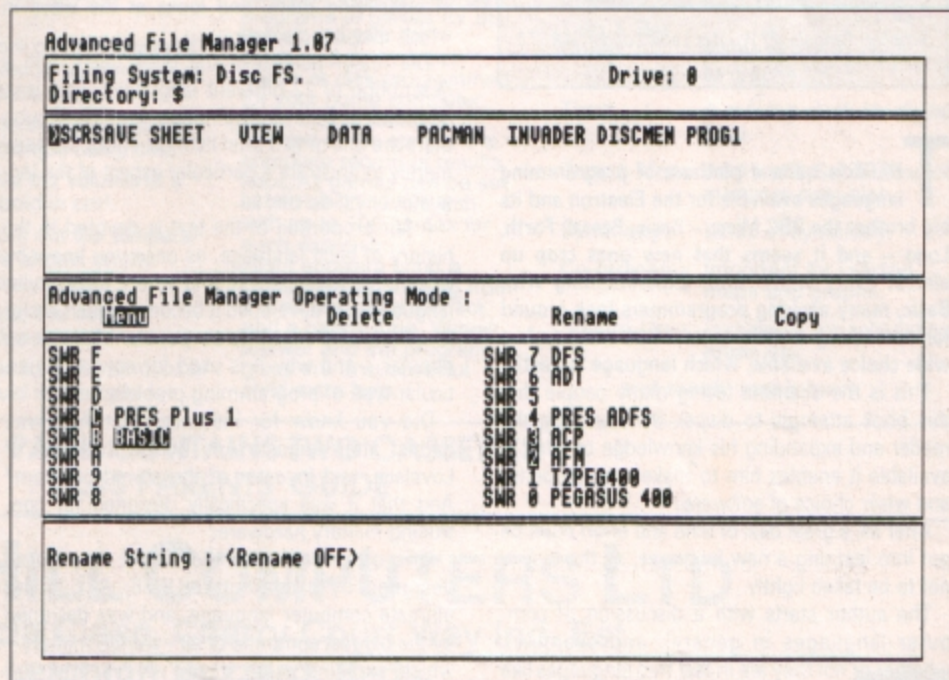 Advanced File Manager 1.07
Filing System: Disc FS. Drive: 0
Directory: $
DSCRSAVE SHEET VIEW DATA PACMAN INVADER DISCMEN PROG1
Advanced File Manager Operating Mode :
Menu Delete Rename Copy
SWR F SWR 7 DFS
SWR E SWR 6 ADT
SWR D SWR 5
SWR C PRES Plus 1 SWR 4 PRES ADFS
SWR B BASIC SWR 3 ACP
SWR A SWR 2 AFM
SWR 9 SWR 1 T2PEG400
SWR 8 SWR 0 PEGASUS 400
Rename String : <Rename OFF>